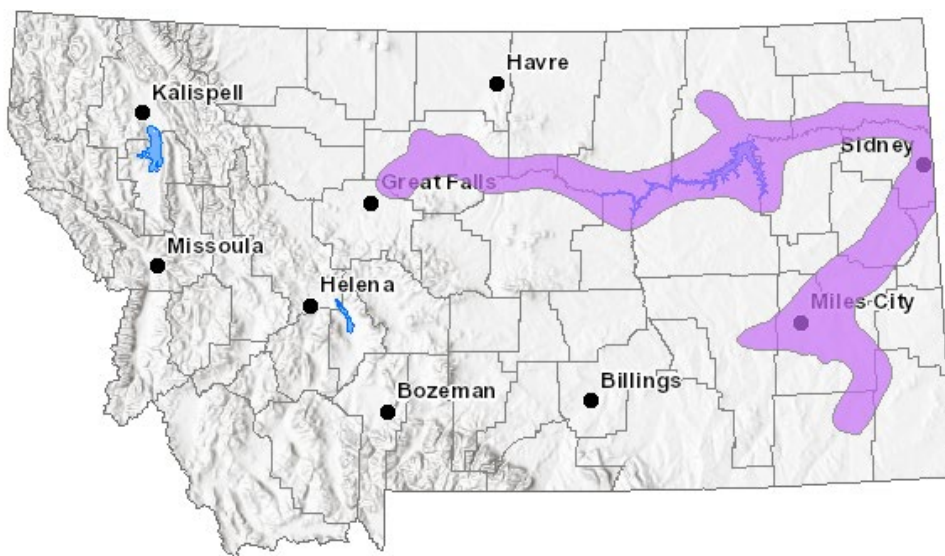 Havre
Kalispell
Sidney
Great Falls
Missoula
Helena
Miles City
Billings
Bozeman